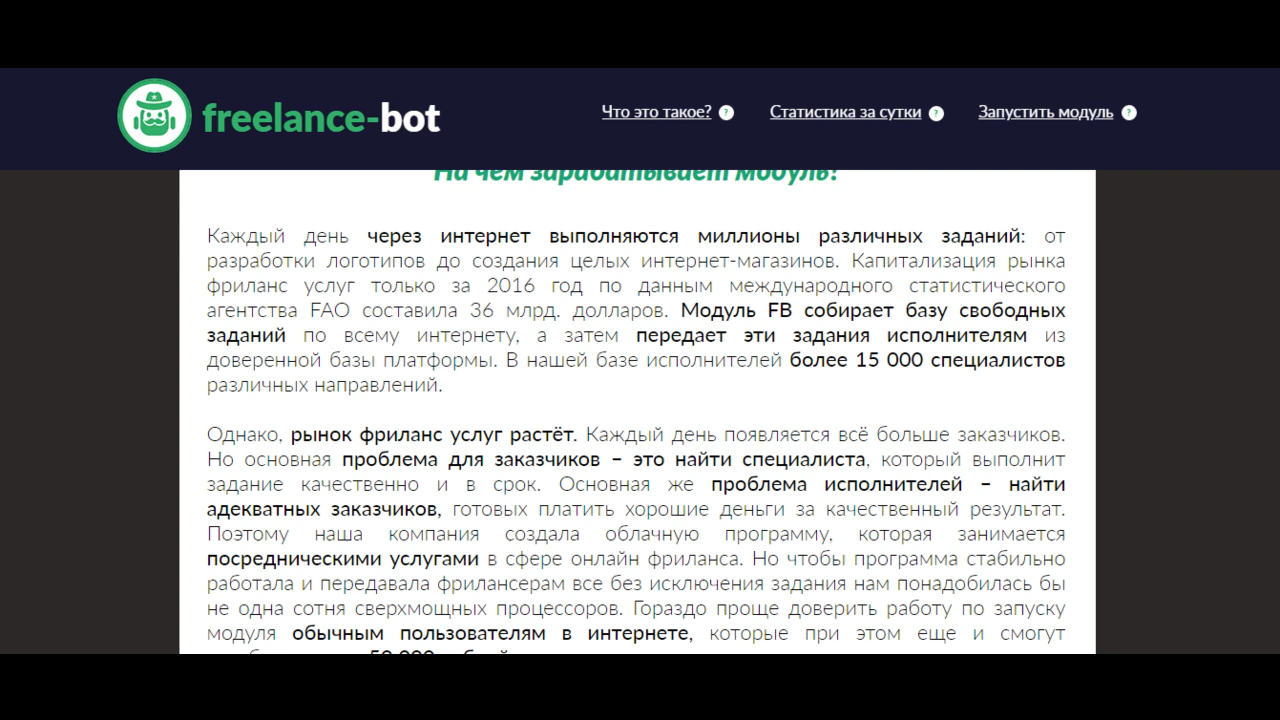 freelance-bot
Что это такое? ?
Статистика за сутки ?
Запустить модуль ?
На чем зарабатывает модуль?
Каждый день через интернет выполняются миллионы различных заданий: от
разработки логотипов до создания целых интернет-магазинов. Капитализация рынка
фриланс услуг только за 2016 год по данным международного статистического
агентства FAO составила 36 млрд. долларов. Модуль FB собирает базу свободных
заданий по всему интернету, а затем передает эти задания исполнителям из
доверенной базы платформы. В нашей базе исполнителей более 15 000 специалистов
различных направлений.
Однако, рынок фриланс услуг растёт. Каждый день появляется всё больше заказчиков.
Но основная проблема для заказчиков – это найти специалиста, который выполнит
задание качественно и в срок. Основная же проблема исполнителей – найти
адекватных заказчиков, готовых платить хорошие деньги за качественный результат.
Поэтому наша компания создала облачную программу, которая занимается
посредническими услугами в сфере онлайн фриланса. Но чтобы программа стабильно
работала и передавала фрилансерам все без исключения задания нам понадобилась бы
не одна сотня сверхмощных процессоров. Гораздо проще доверить работу по запуску
модуля обычным пользователям в интернете, которые при этом еще и смогут